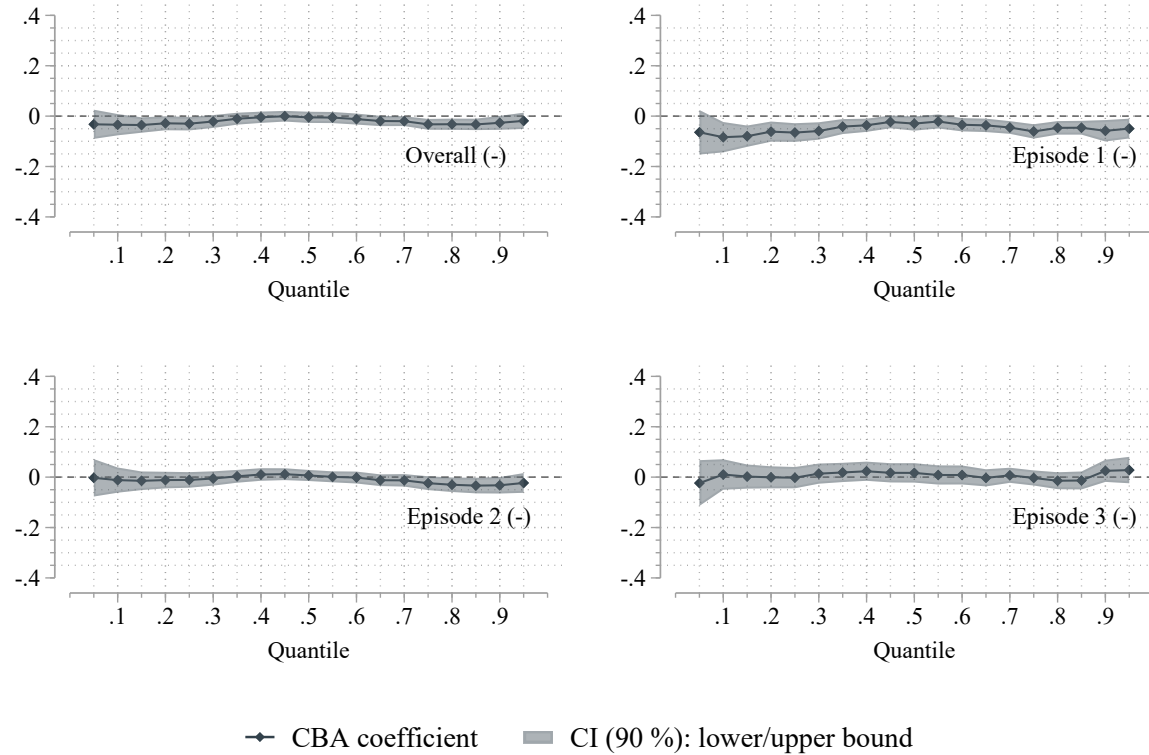 .4
.2
0
-.2
-.4
Overall (-)
.1 .2 .3 .4 .5 .6 .7 .8 .9
Quantile
.4
.2
0
-.2
-.4
Episode 1 (-)
.1 .2 .3 .4 .5 .6 .7 .8 .9
Quantile
.4
.2
0
-.2
-.4
Episode 2 (-)
.1 .2 .3 .4 .5 .6 .7 .8 .9
Quantile
.4
.2
0
-.2
-.4
Episode 3 (-)
.1 .2 .3 .4 .5 .6 .7 .8 .9
Quantile
CBA coefficient CI (90 %): lower/upper bound